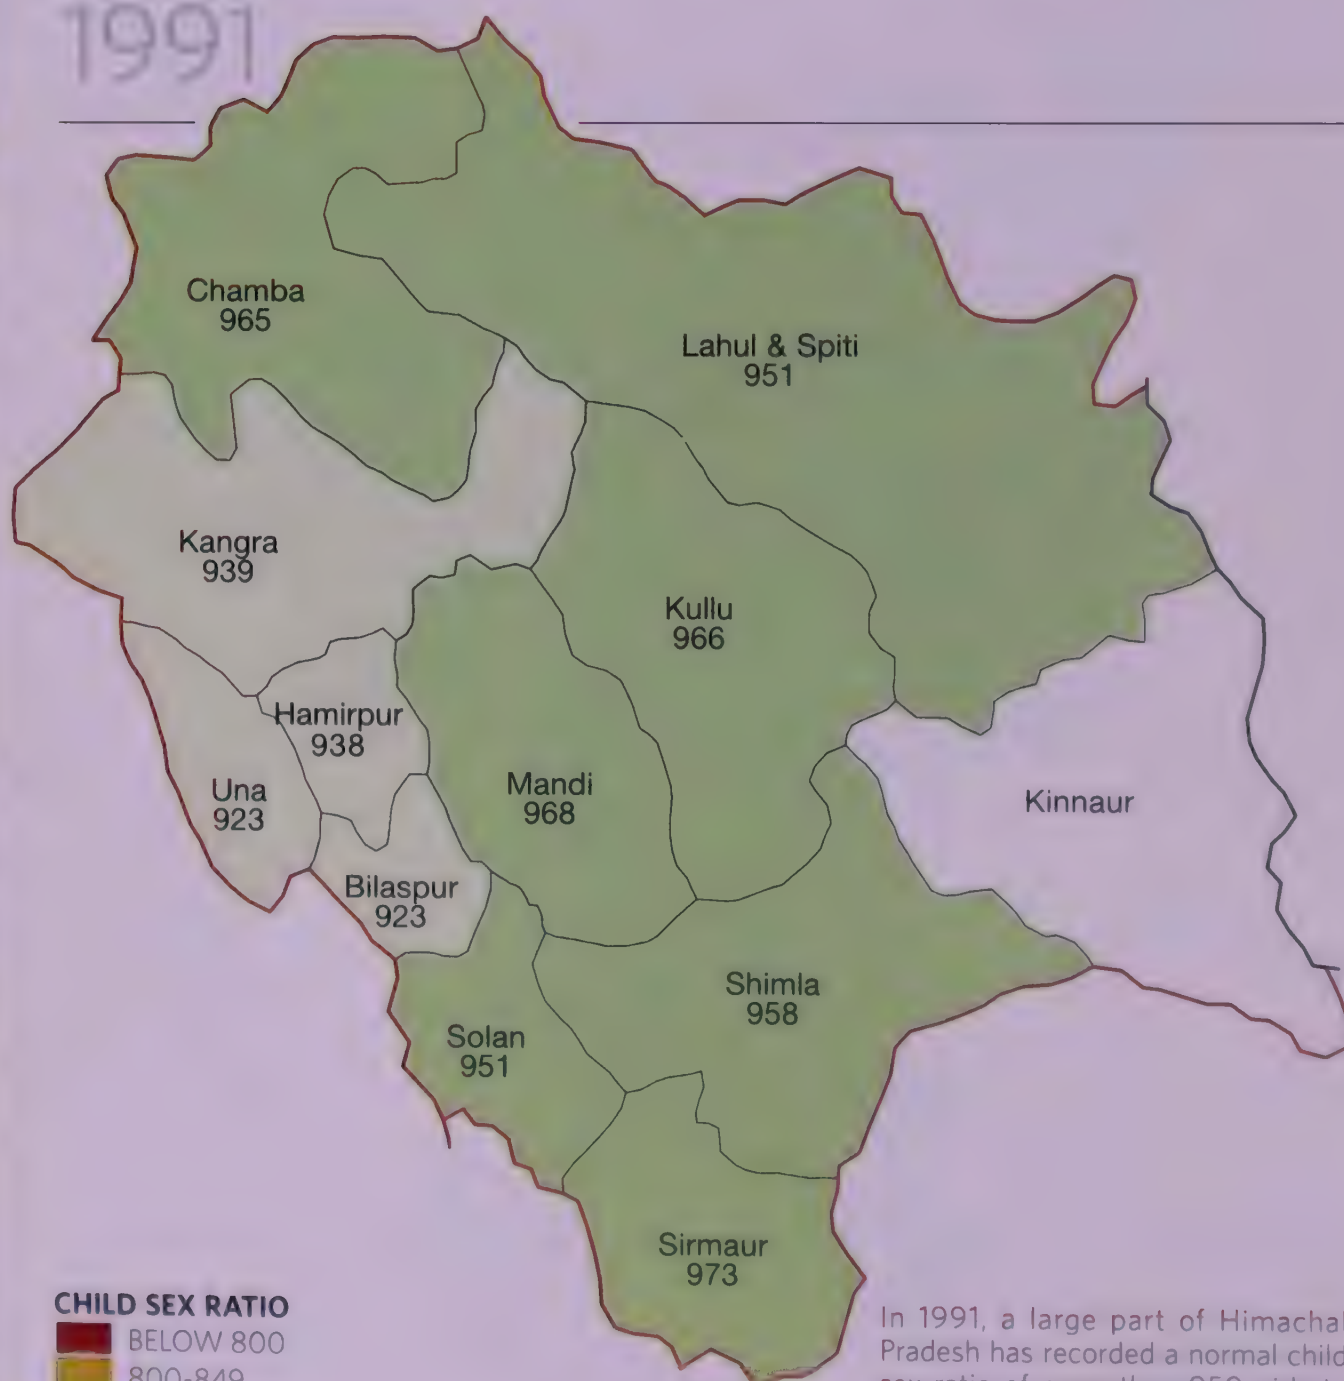 1991
Chamba
965
Lahul & Spiti
951
Kangra
939
Kullu
966
Hamirpur
938
Una
923
Mandi
968
Kinnaur
Bilaspur
923
Shimla
958
Solan
951
Sirmaur
973
CHILD SEX RATIO
BELOW 800
800-849
In 1991, a large part of Himachal
Pradesh has recorded a normal child